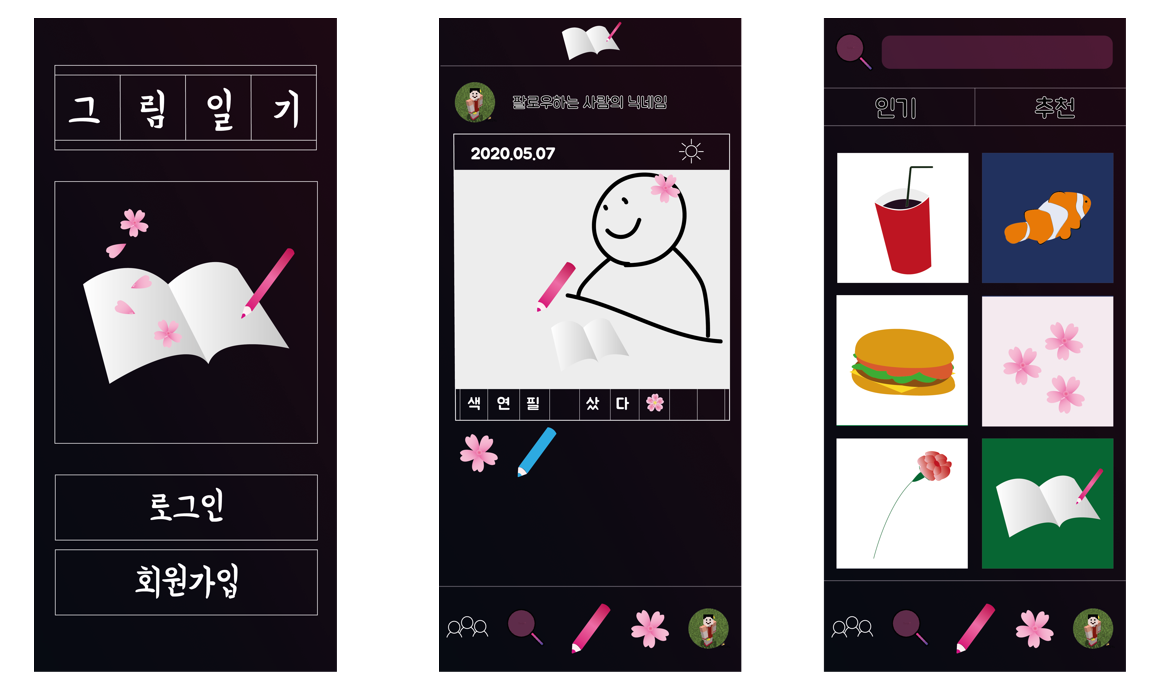 그림일기
로그인
회원가입
팔로우하는 사람의 닉네임
2020.05.07
색연필 샀다
인기 추천